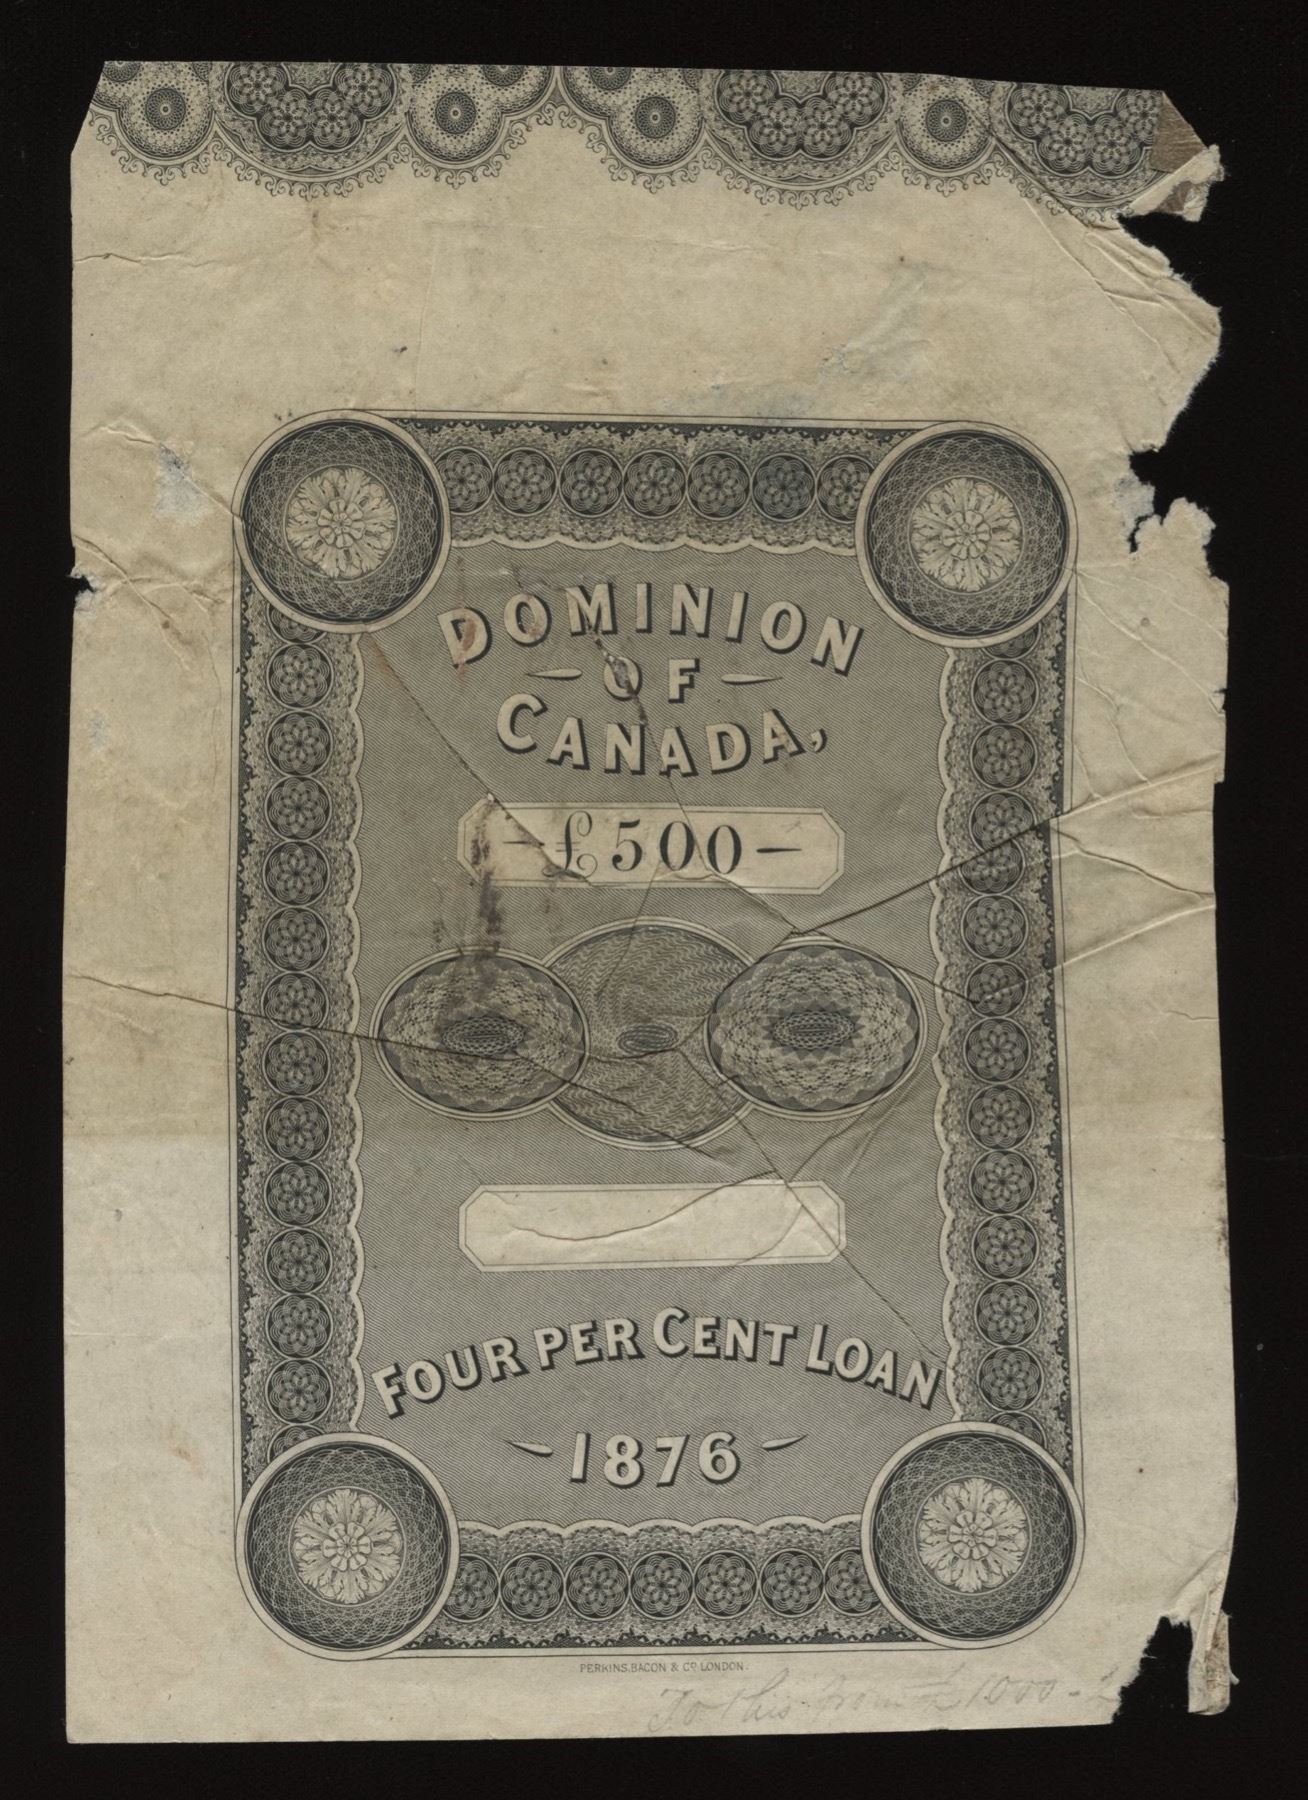 DOMINION
— OF —
CANADA,
— £500 —
FOUR PER CENT LOAN
— 1876 —
PERKINS, BACON & Co. LONDON.
To this from £1000 -